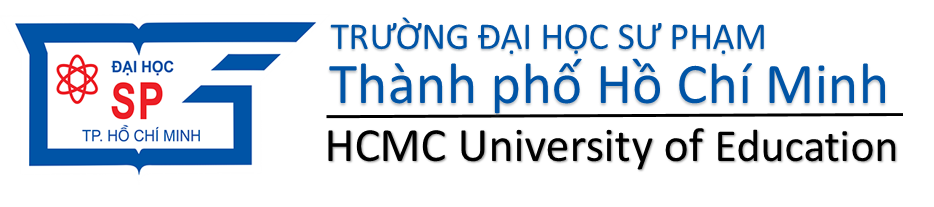 ĐẠI HỌC
SP
TP. HỒ CHÍ MINH
TRƯỜNG ĐẠI HỌC SƯ PHẠM
Thành phố Hồ Chí Minh
HCMC University of Education